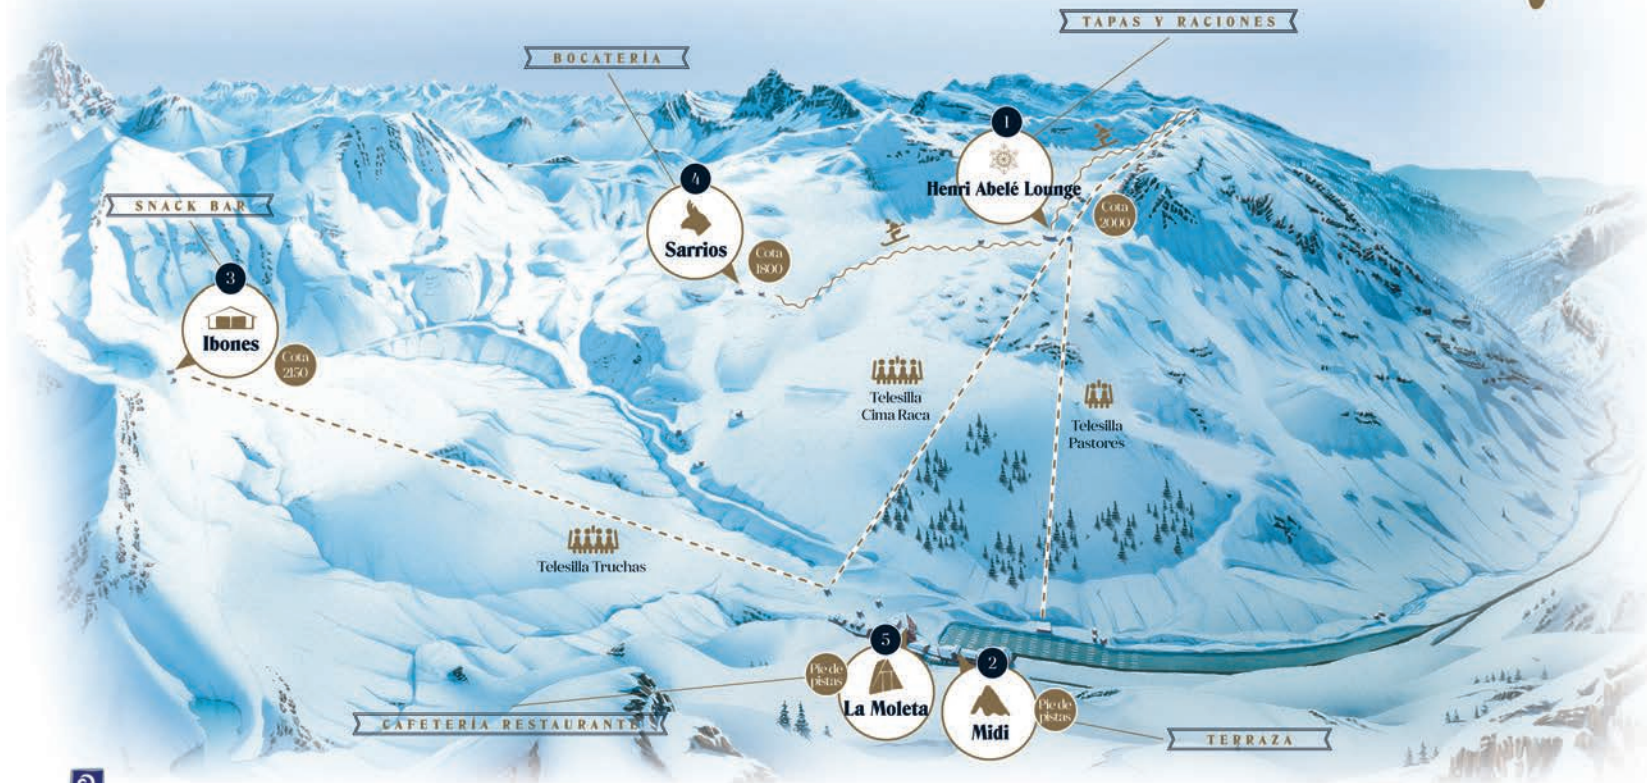 TAPAS Y RACIONES
BOCATERÍA
1
Henri Abelé Lounge
Cota
2000
4
Sarrios
Cota
1800
SNACK BAR
3
Ibones
Cota
2150
Telesilla
Cima Raca
Telesilla
Pastores
Telesilla Truchas
5
La Moleta
Pie de
pistas
2
Midi
Pie de
pistas
CAFETERÍA RESTAURANTE
TERRAZA